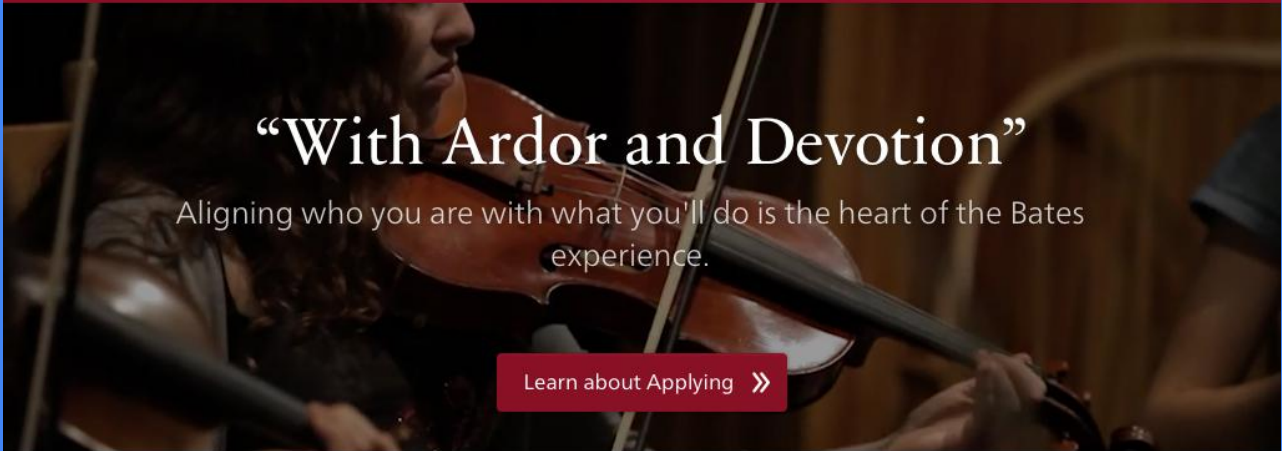 “With Ardor and Devotion”
Aligning who you are with what you'll do is the heart of the Bates
experience.
Learn about Applying »